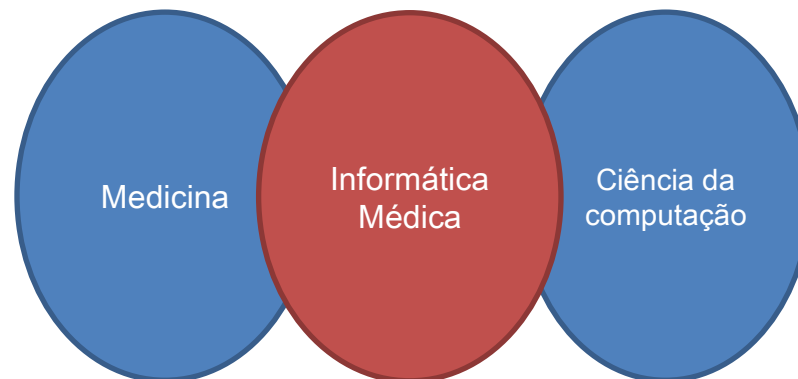 Medicina
Informática
Médica
Ciência da
computação